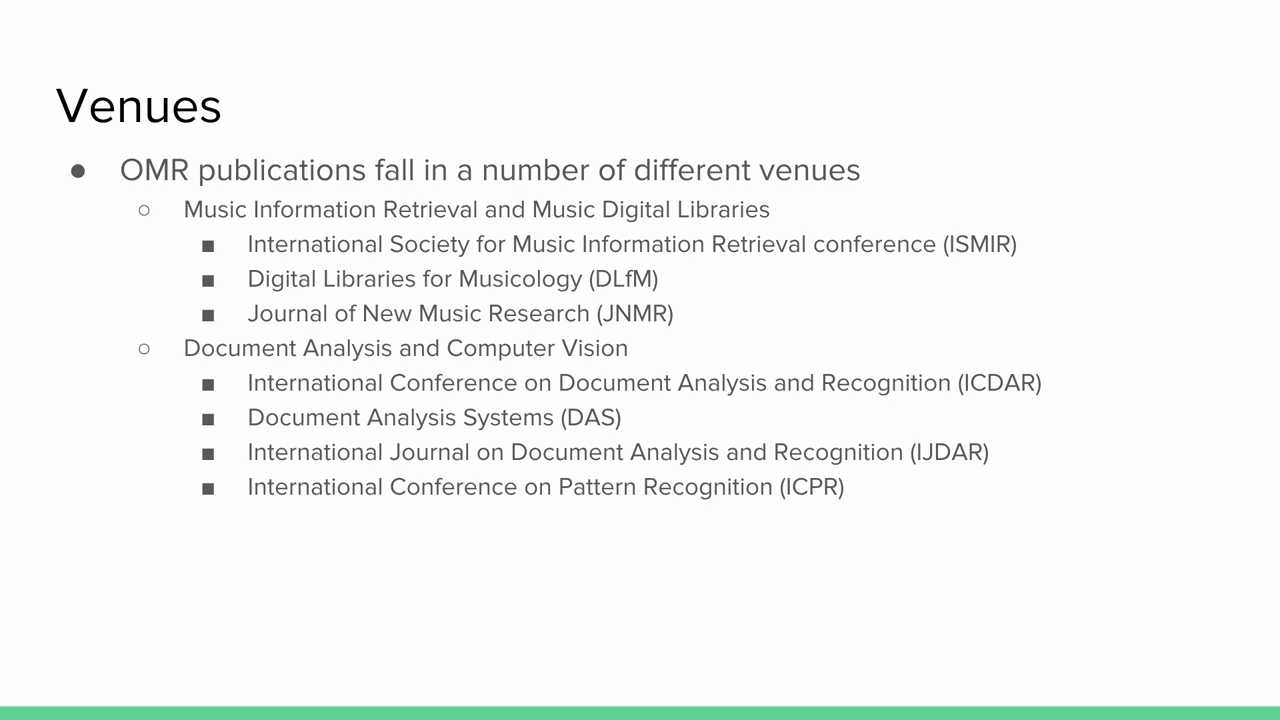 Venues
● OMR publications fall in a number of different venues
○ Music Information Retrieval and Music Digital Libraries
■ International Society for Music Information Retrieval conference (ISMIR)
■ Digital Libraries for Musicology (DLfM)
■ Journal of New Music Research (JNMR)
○ Document Analysis and Computer Vision
■ International Conference on Document Analysis and Recognition (ICDAR)
■ Document Analysis Systems (DAS)
■ International Journal on Document Analysis and Recognition (IJDAR)
■ International Conference on Pattern Recognition (ICPR)